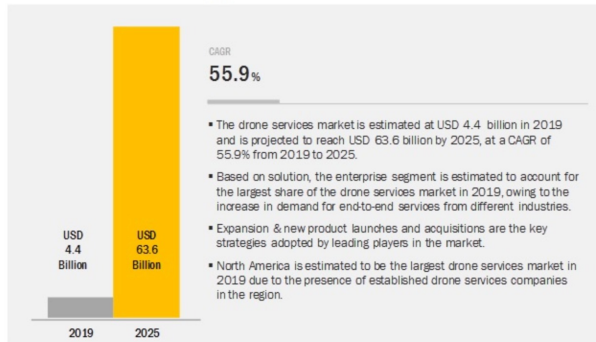 CAGR
55.9%
▪ The drone services market is estimated at USD 4.4 billion in 2019
and is projected to reach USD 63.6 billion by 2025, at a CAGR of
55.9% from 2019 to 2025.
▪ Based on solution, the enterprise segment is estimated to account for
the largest share of the drone services market in 2019, owing to the
increase in demand for end-to-end services from different industries.
▪ Expansion & new product launches and acquisitions are the key
strategies adopted by leading players in the market.
▪ North America is estimated to be the largest drone services market in
2019 due to the presence of established drone services companies
in the region.
USD
4.4
Billion
USD
63.6
Billion
2019
2025